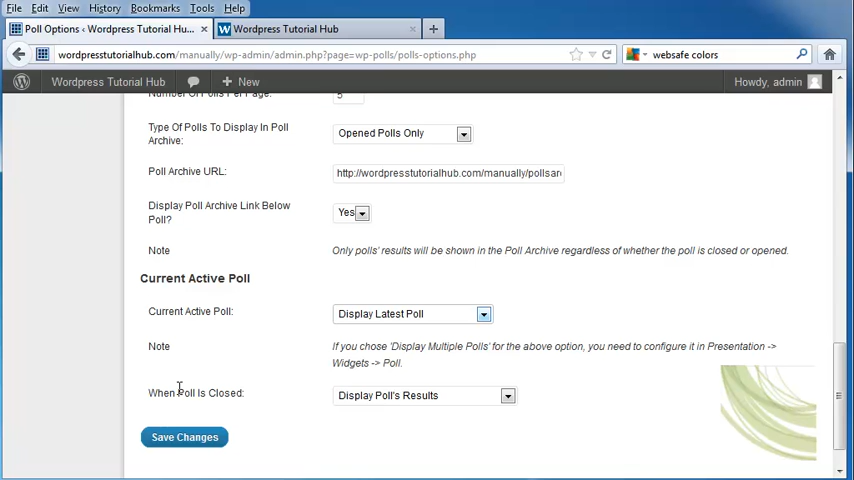 File Edit View History Bookmarks Tools Help
Poll Options ‹ Wordpress Tutorial Hu... ×
Wordpress Tutorial Hub ×
wordpresstutorialhub.com/manually/wp-admin/admin.php?page=wp-polls/polls-options.php
websafe colors
Wordpress Tutorial Hub + New Howdy, admin
Number Of Polls Per Page: 5
Type Of Polls To Display In Poll
Archive:
Opened Polls Only
Poll Archive URL: http://wordpresstutorialhub.com/manually/pollsar
Display Poll Archive Link Below
Poll?
Yes
Note Only polls' results will be shown in the Poll Archive regardless of whether the poll is closed or opened.
Current Active Poll
Current Active Poll: Display Latest Poll
Note If you chose 'Display Multiple Polls' for the above option, you need to configure it in Presentation ->
Widgets -> Poll.
When Poll Is Closed: Display Poll's Results
Save Changes